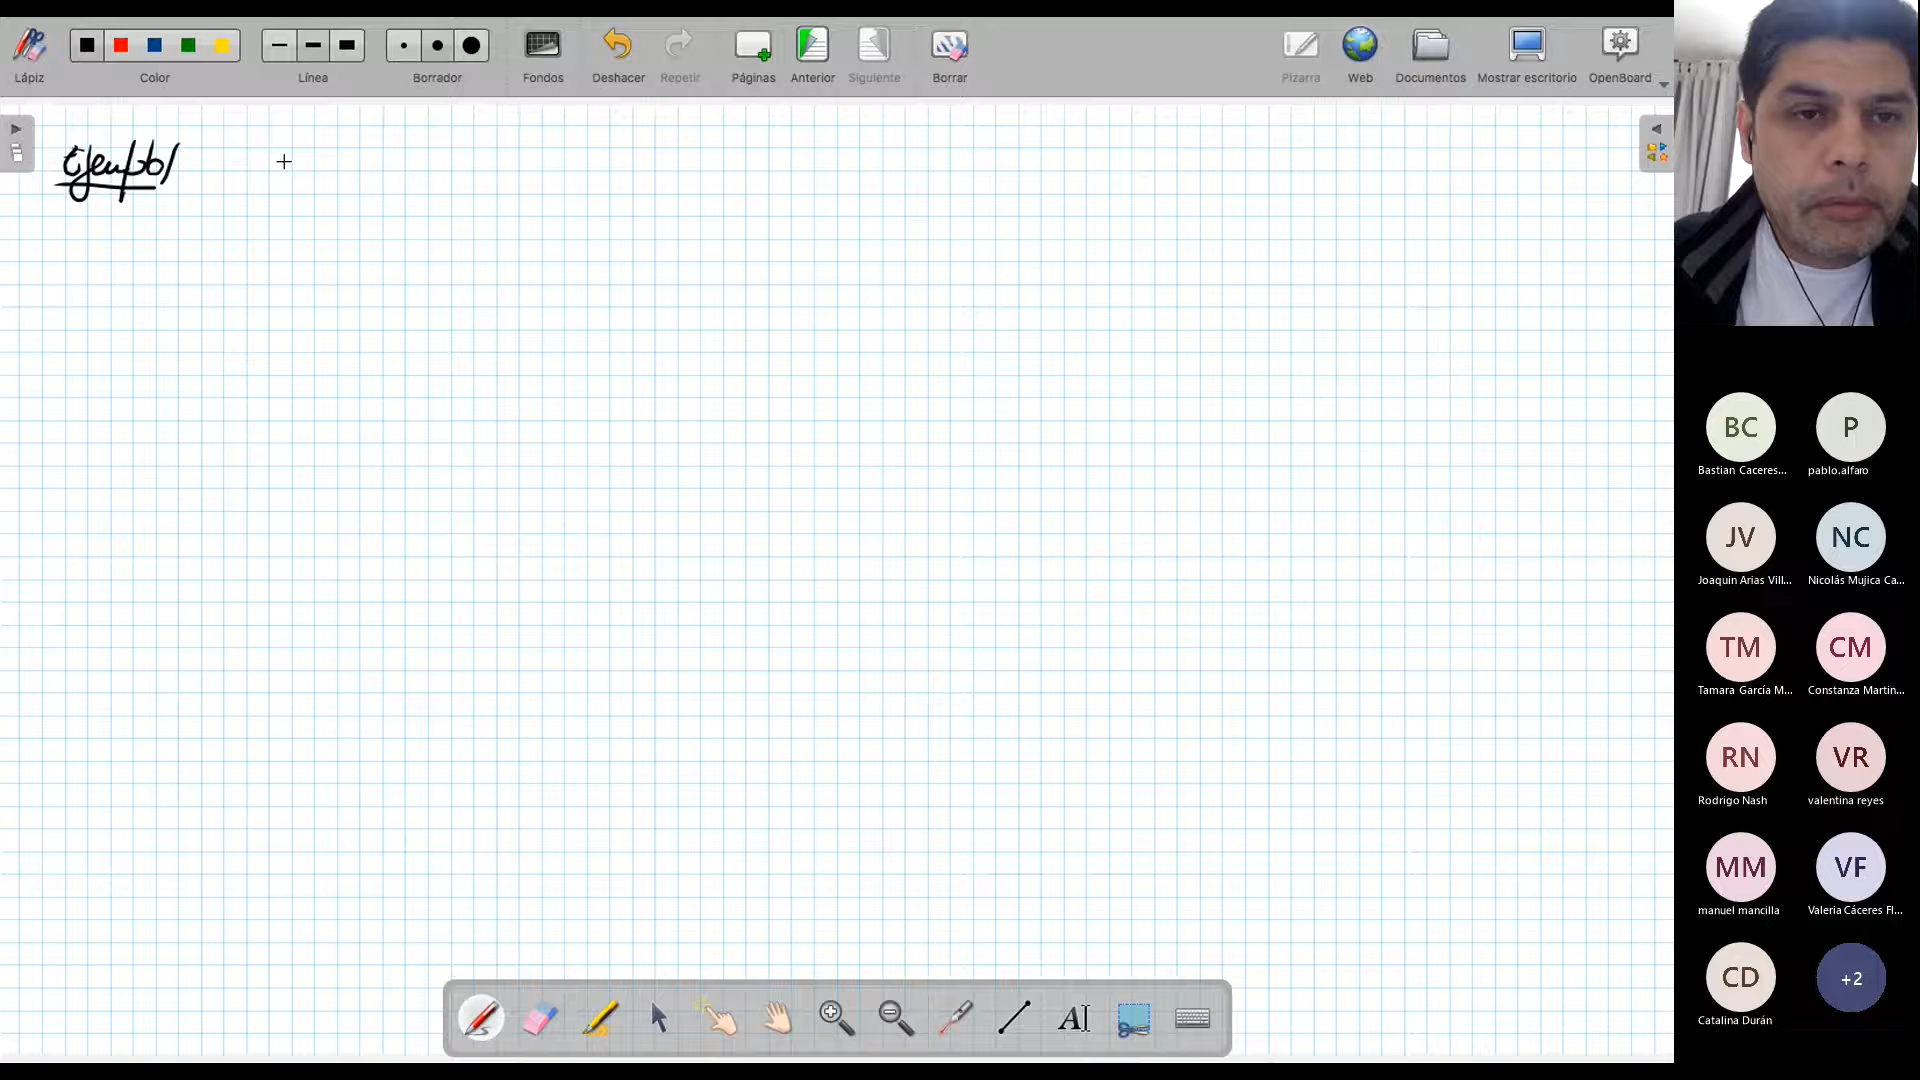 Lápiz
Color
Línea
Borrador
Fondos
Deshacer
Repetir
Páginas
Anterior
Siguiente
Borrar
Pizarra
Web
Documentos
Mostrar escritorio
OpenBoard
Ejemplo/
BC
Bastian Caceres...
P
pablo.alfaro
JV
Joaquin Arias Vill...
NC
Nicolás Mujica Ca...
TM
Tamara García M...
CM
Constanza Martin...
RN
Rodrigo Nash
VR
valentina reyes
MM
manuel mancilla
VF
Valeria Cáceres Fl...
CD
Catalina Durán
+2
A